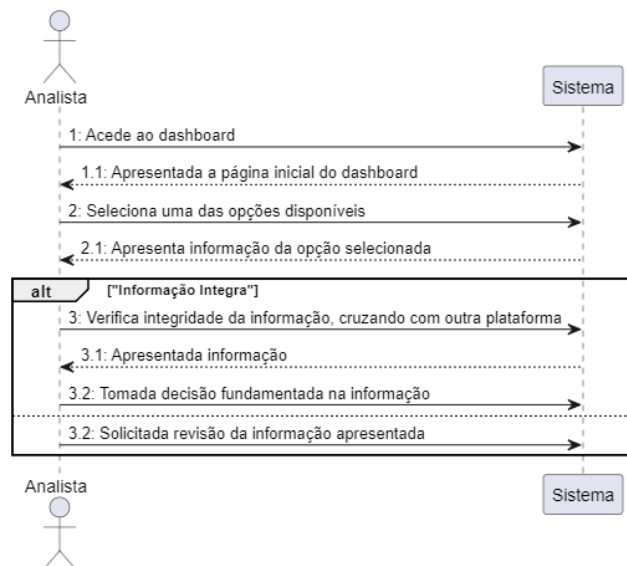 Analista
Sistema
1: Acede ao dashboard
1.1: Apresentada a página inicial do dashboard
2: Seleciona uma das opções disponíveis
2.1: Apresenta informação da opção selecionada
alt ["Informação Integra"]
3: Verifica integridade da informação, cruzando com outra plataforma
3.1: Apresentada informação
3.2: Tomada decisão fundamentada na informação
3.2: Solicitada revisão da informação apresentada
Analista
Sistema